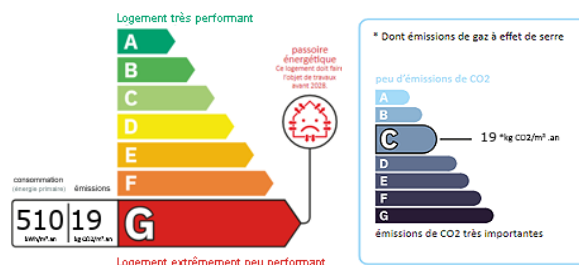 Logement très performant
A
B
C
D
E
F
G
passoire
énergétique
Ce logement doit faire
l'objet de travaux
avant 2028.
consommation
(énergie primaire)
émissions
510 19
kWh/m².an
kg CO2/m².an
Logement extrêmement peu performant
* Dont émissions de gaz à effet de serre
peu d'émissions de CO2
A
B
C
19 *kg CO2/m².an
D
E
F
G
émissions de CO2 très importantes